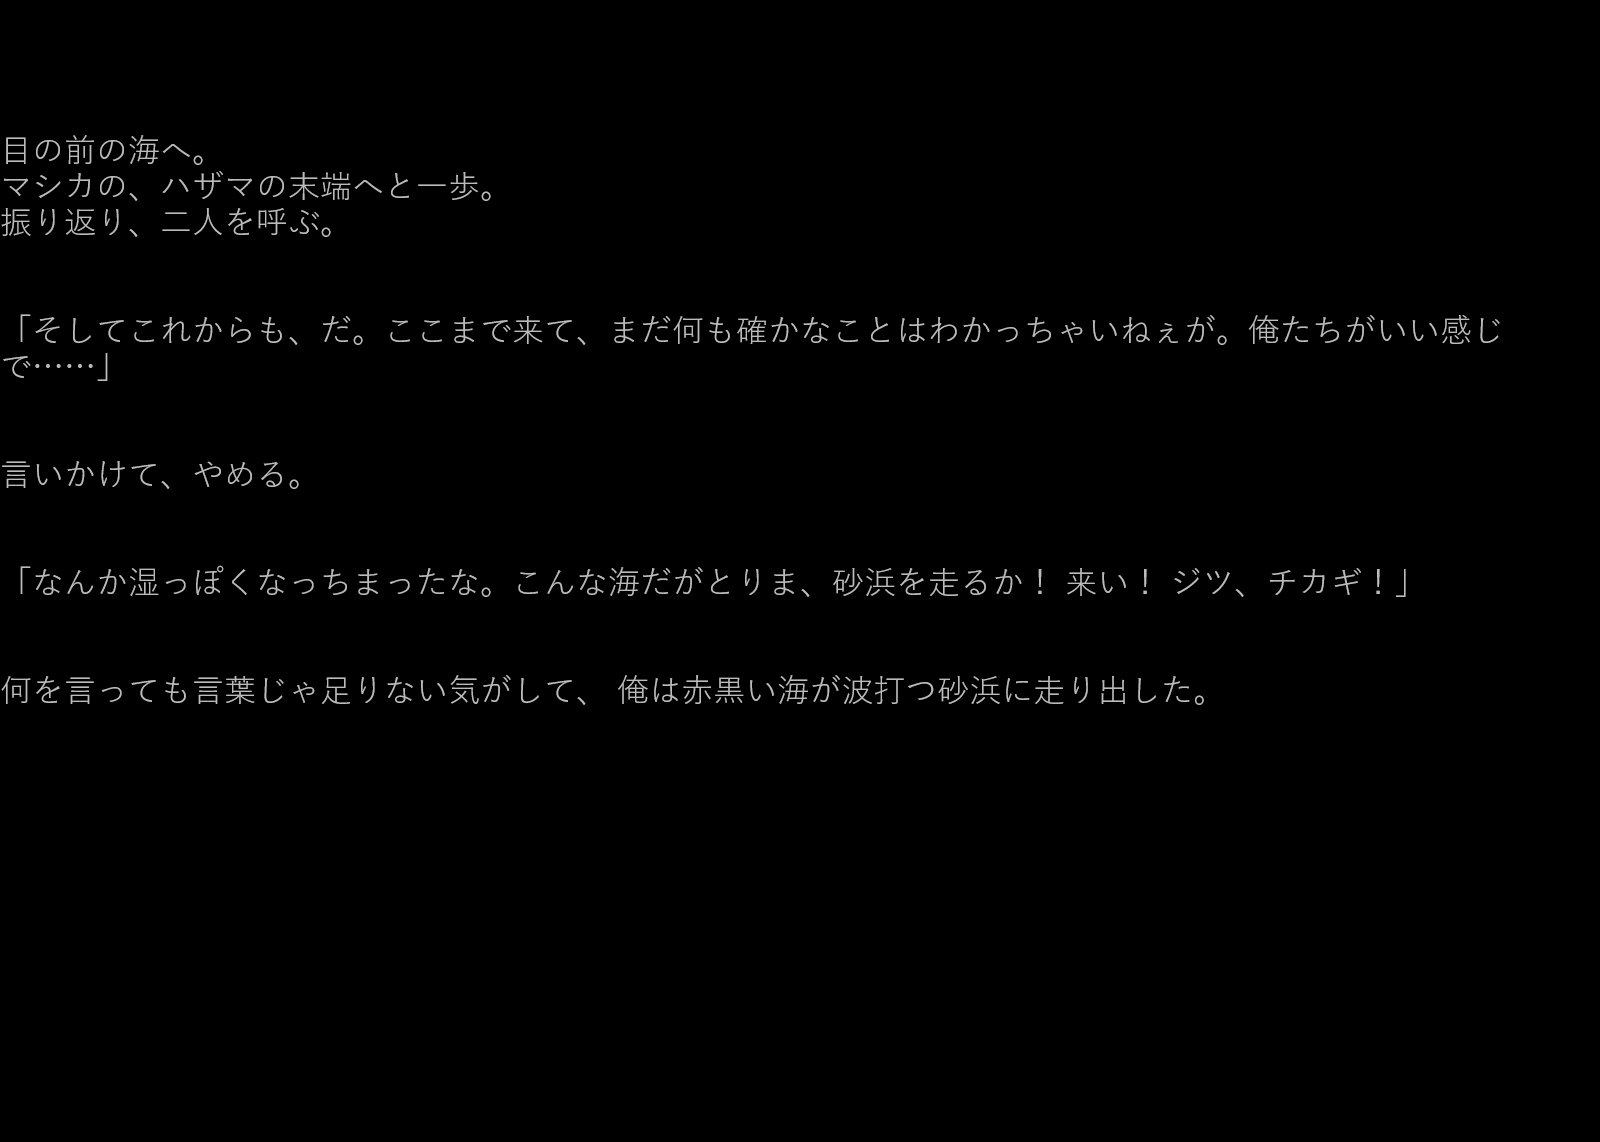 目の前の海へ。
マシカの、ハザマの末端へと一歩。
振り返り、二人を呼ぶ。
「そしてこれからも、だ。ここまで来て、まだ何も確かなことはわかっちゃいねぇが。俺たちがいい感じ
で……」
言いかけて、やめる。
「なんか湿っぽくなっちまったな。こんな海だがとりま、砂浜を走るか！ 来い！ ジツ、チカギ！」
何を言っても言葉じゃ足りない気がして、 俺は赤黒い海が波打つ砂浜に走り出した。